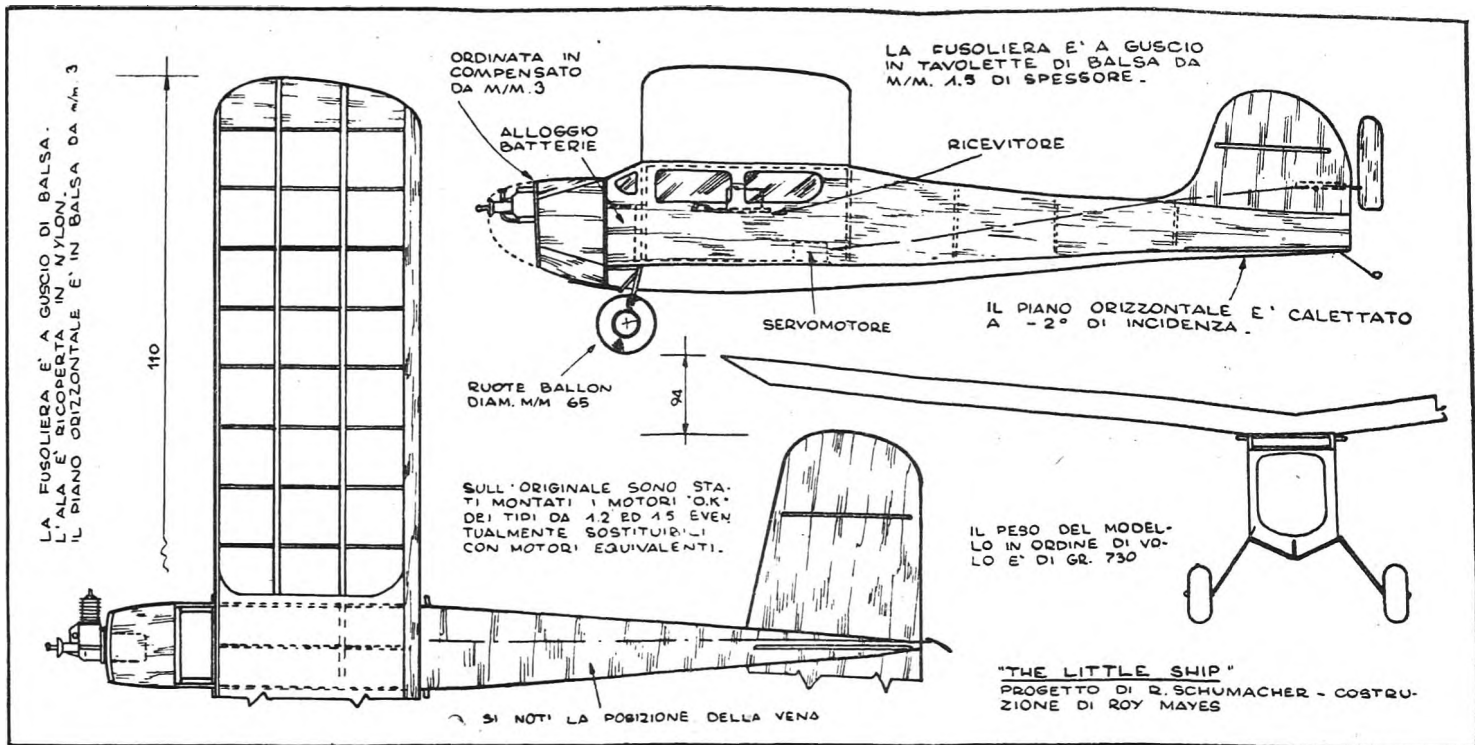 LA FUSOLIERA E' A GUSCIO DI BALSA.
L'ALA E' RICOPERTA IN NYLON.
IL PIANO ORIZZONTALE E' IN BALSA DA m/m. 3
110
ORDINATA IN
COMPENSATO
DA M/M. 3
ALLOGGIO
BATTERIE
LA FUSOLIERA E' A GUSCIO
IN TAVOLETTE DI BALSA DA
M/M. 1.5 DI SPESSORE.
RICEVITORE
SERVOMOTORE
IL PIANO ORIZZONTALE E' CALETTATO
A -2° DI INCIDENZA.
RUOTE BALLON
DIAM. M/M 65
94
SULL'ORIGINALE SONO STA-
TI MONTATI I MOTORI "O.K"
DEI TIPI DA 1.2 ED 1.5 EVEN
TUALMENTE SOSTITUIBILI
CON MOTORI EQUIVALENTI.
IL PESO DEL MODEL-
LO IN ORDINE DI VO-
LO E' DI GR. 730
SI NOTI LA POSIZIONE DELLA VENA
"THE LITTLE SHIP"
PROGETTO DI R. SCHUMACHER - COSTRU-
ZIONE DI ROY MAYES